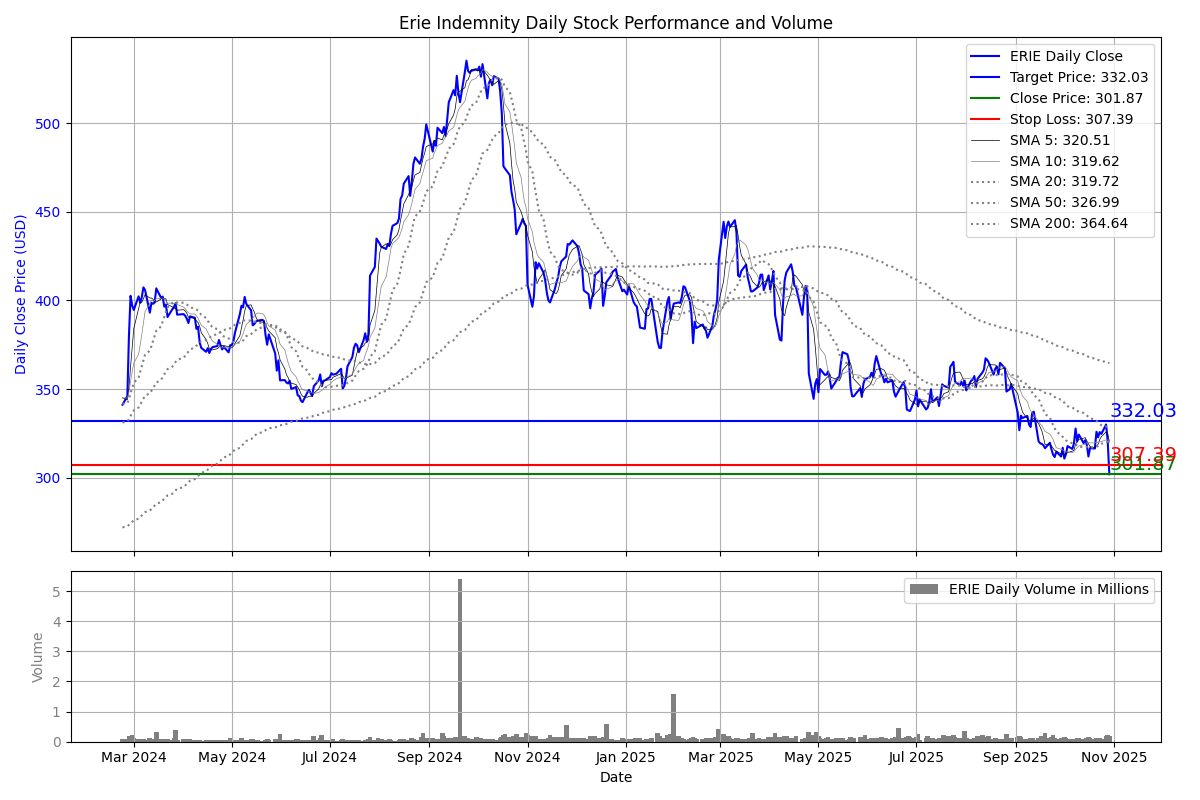 Erie Indemnity Daily Stock Performance and Volume
Daily Close Price (USD)
500
450
400
350
300
ERIE Daily Close
Target Price: 332.03
Close Price: 301.87
Stop Loss: 307.39
SMA 5: 320.51
SMA 10: 319.62
SMA 20: 319.72
SMA 50: 326.99
SMA 200: 364.64
332.03
307.39
301.87
Volume
5
4
3
2
1
0
ERIE Daily Volume in Millions
Mar 2024 May 2024 Jul 2024 Sep 2024 Nov 2024 Jan 2025 Mar 2025 May 2025 Jul 2025 Sep 2025 Nov 2025
Date